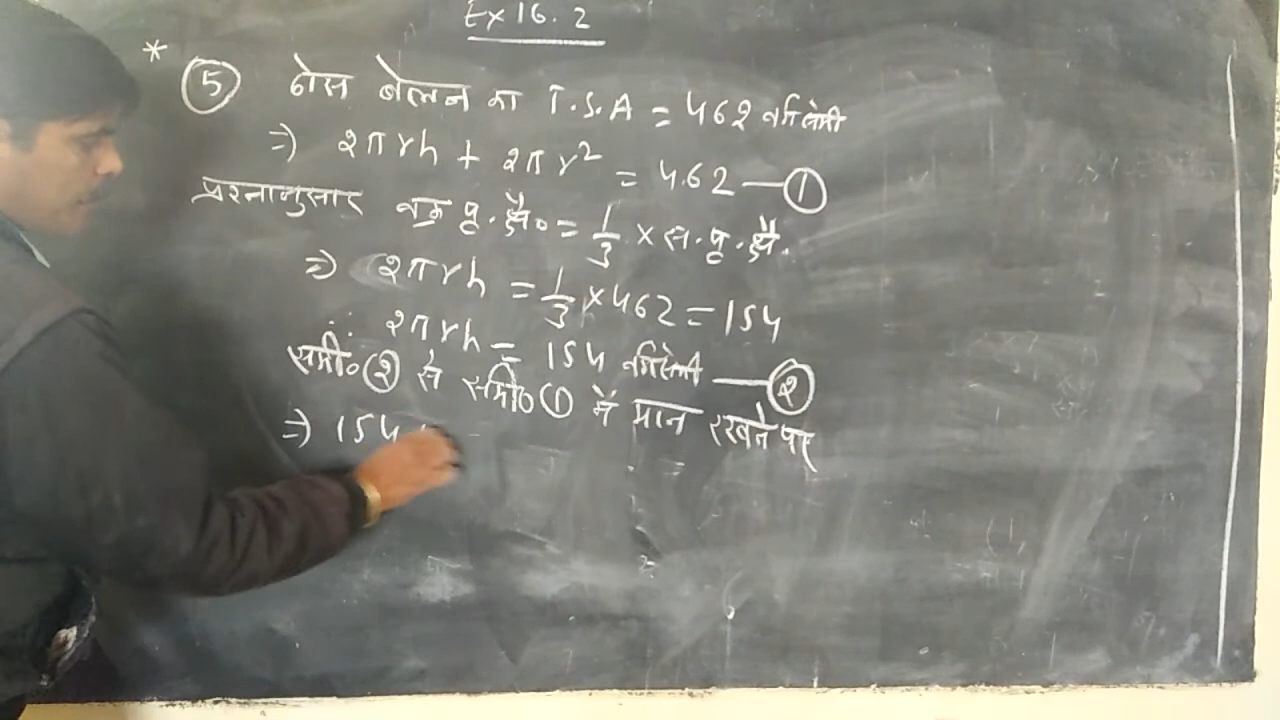 Ex 16.2
* ⑤ ठोस बेलन का T.S.A = 462 वर्ग सेमी
⇒ 2πrh + 2πr² = 462 — ①
प्रश्नानुसार वक्र पृ. क्षे० = 1/3 × स. पृ. क्षे.
⇒ 2πrh = 1/3 × 462 = 154
∴ 2πrh = 154 वर्ग सेमी — ②
समी० ② से समी० ① में मान रखने पर
⇒ 154